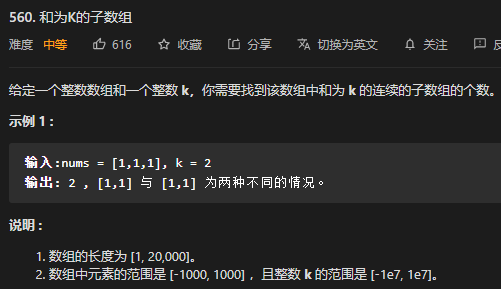 560. 和为K的子数组
难度 中等 616 收藏 分享 切换为英文 关注
给定一个整数数组和一个整数 k，你需要找到该数组中和为 k 的连续的子数组的个数。
示例 1 :
输入:nums = [1,1,1], k = 2
输出: 2 , [1,1] 与 [1,1] 为两种不同的情况。
说明 :
1. 数组的长度为 [1, 20,000]。
2. 数组中元素的范围是 [-1000, 1000] ，且整数 k 的范围是 [-1e7, 1e7]。